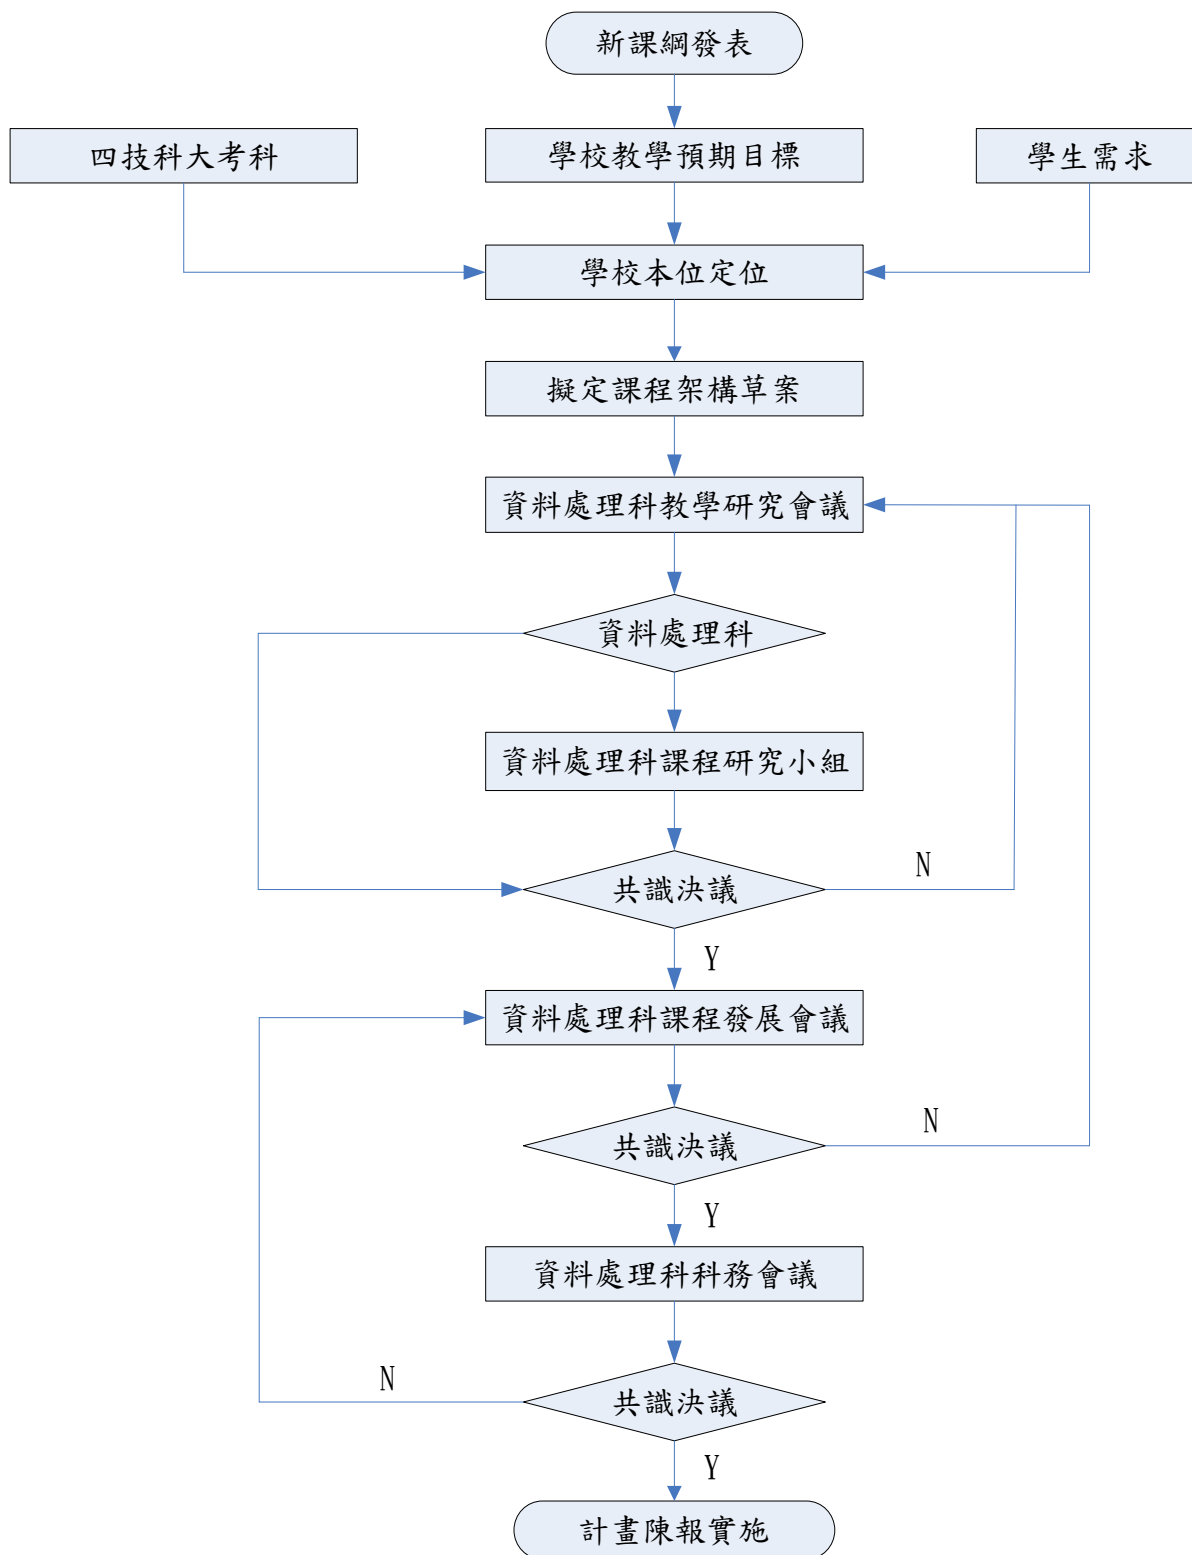 新課綱發表
四技科大考科
學校教學預期目標
學生需求
學校本位定位
擬定課程架構草案
資料處理科教學研究會議
資料處理科
資料處理科課程研究小組
共識決議
N
Y
資料處理科課程發展會議
共識決議
N
Y
資料處理科科務會議
N
共識決議
Y
計畫陳報實施